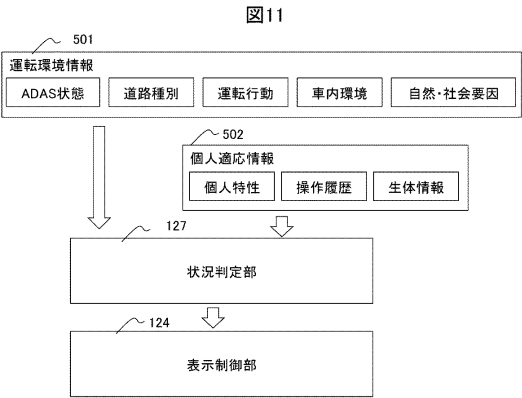 図11
501
運転環境情報
ADAS状態 道路種別 運転行動 車内環境 自然・社会要因
502
個人適応情報
個人特性 操作履歴 生体情報
127
状況判定部
124
表示制御部